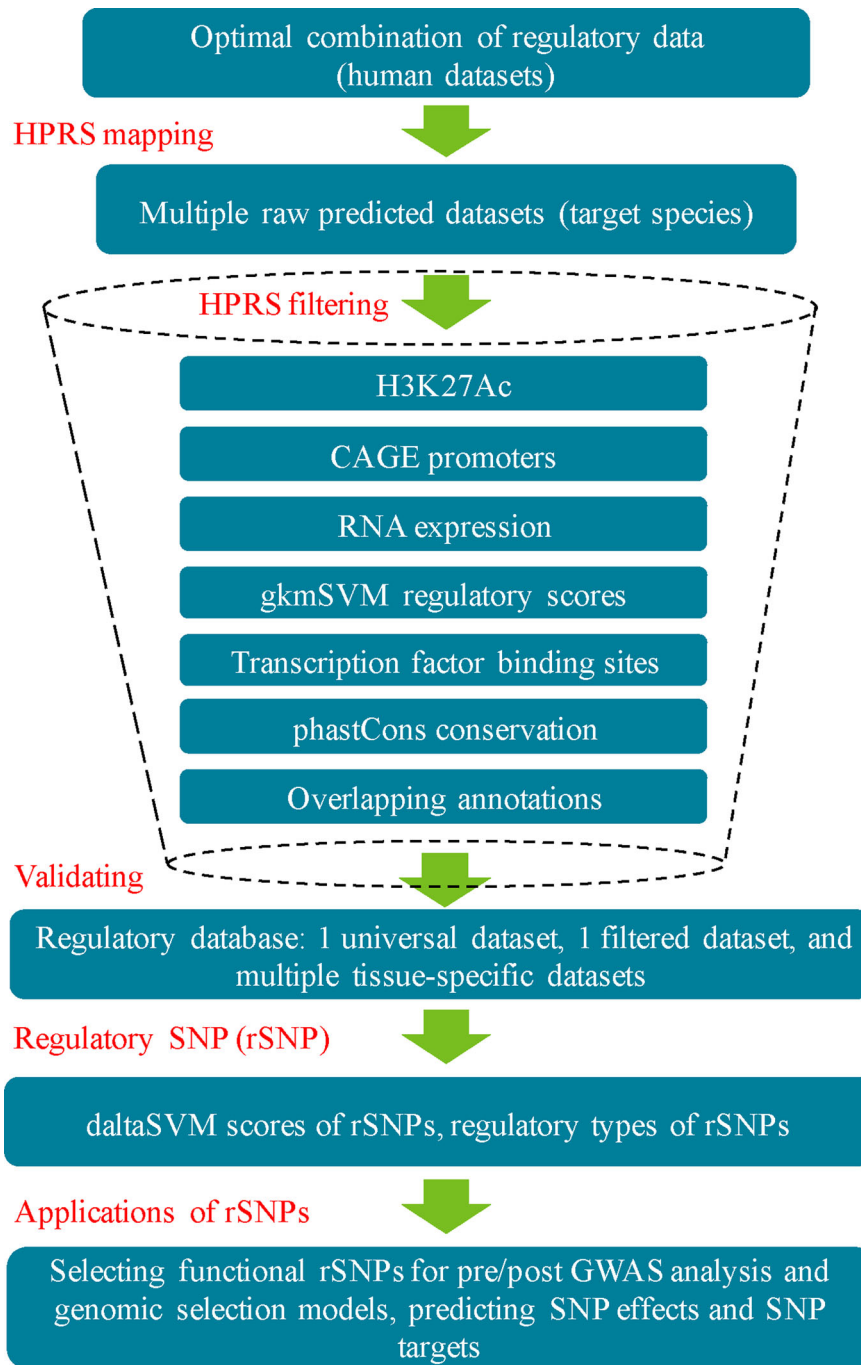 Optimal combination of regulatory data
(human datasets)
HPRS mapping
Multiple raw predicted datasets (target species)
HPRS filtering
H3K27Ac
CAGE promoters
RNA expression
gkmSVM regulatory scores
Transcription factor binding sites
phastCons conservation
Overlapping annotations
Validating
Regulatory database: 1 universal dataset, 1 filtered dataset, and
multiple tissue-specific datasets
Regulatory SNP (rSNP)
daltaSVM scores of rSNPs, regulatory types of rSNPs
Applications of rSNPs
Selecting functional rSNPs for pre/post GWAS analysis and
genomic selection models, predicting SNP effects and SNP
targets